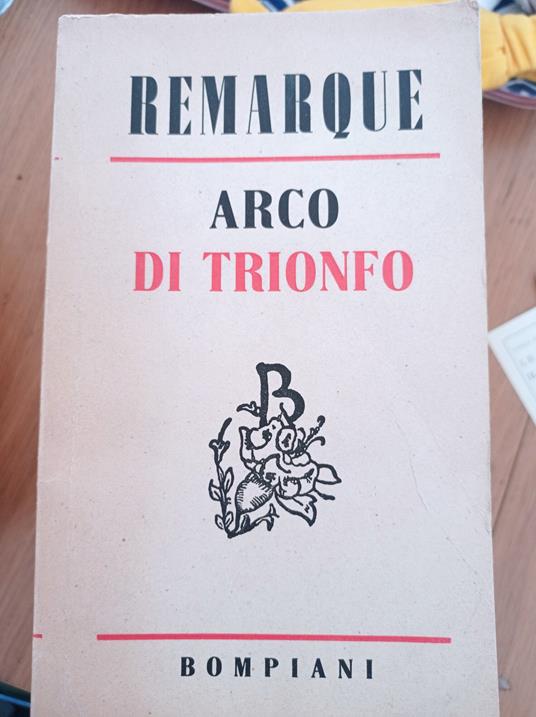 REMARQUE
ARCO
DI TRIONFO
B
BOMPIANI